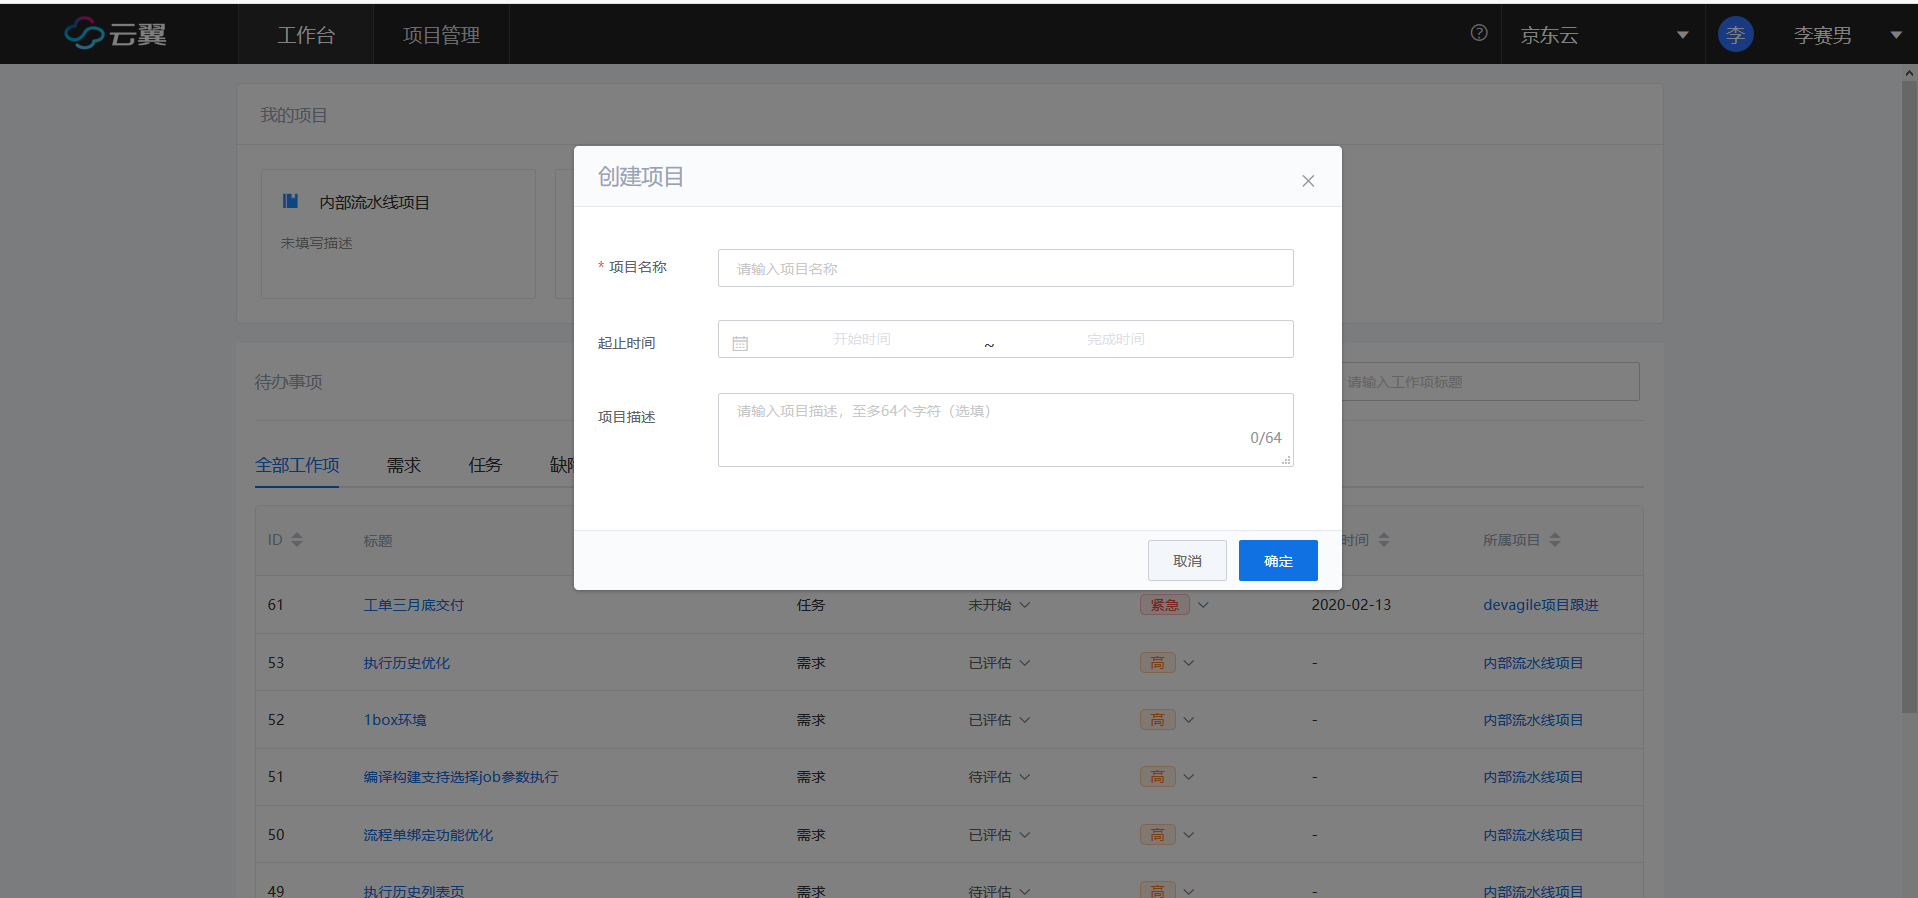 云翼 工作台 项目管理 ? 京东云 李 李赛男
我的项目
内部流水线项目
未填写描述
创建项目
* 项目名称 请输入项目名称
起止时间 开始时间 ~ 完成时间
项目描述 请输入项目描述，至多64个字符（选填）
0/64
取消 确定
待办事项 请输入工作项标题
全部工作项 需求 任务 缺
ID 标题 时间 所属项目
61 工单三月底交付 任务 未开始 紧急 2020-02-13 devagile项目跟进
53 执行历史优化 需求 已评估 高 - 内部流水线项目
52 1box环境 需求 已评估 高 - 内部流水线项目
51 编译构建支持选择job参数执行 需求 待评估 高 - 内部流水线项目
50 流程单绑定功能优化 需求 已评估 高 - 内部流水线项目
49 执行历史列表页 需求 待评估 高 - 内部流水线项目